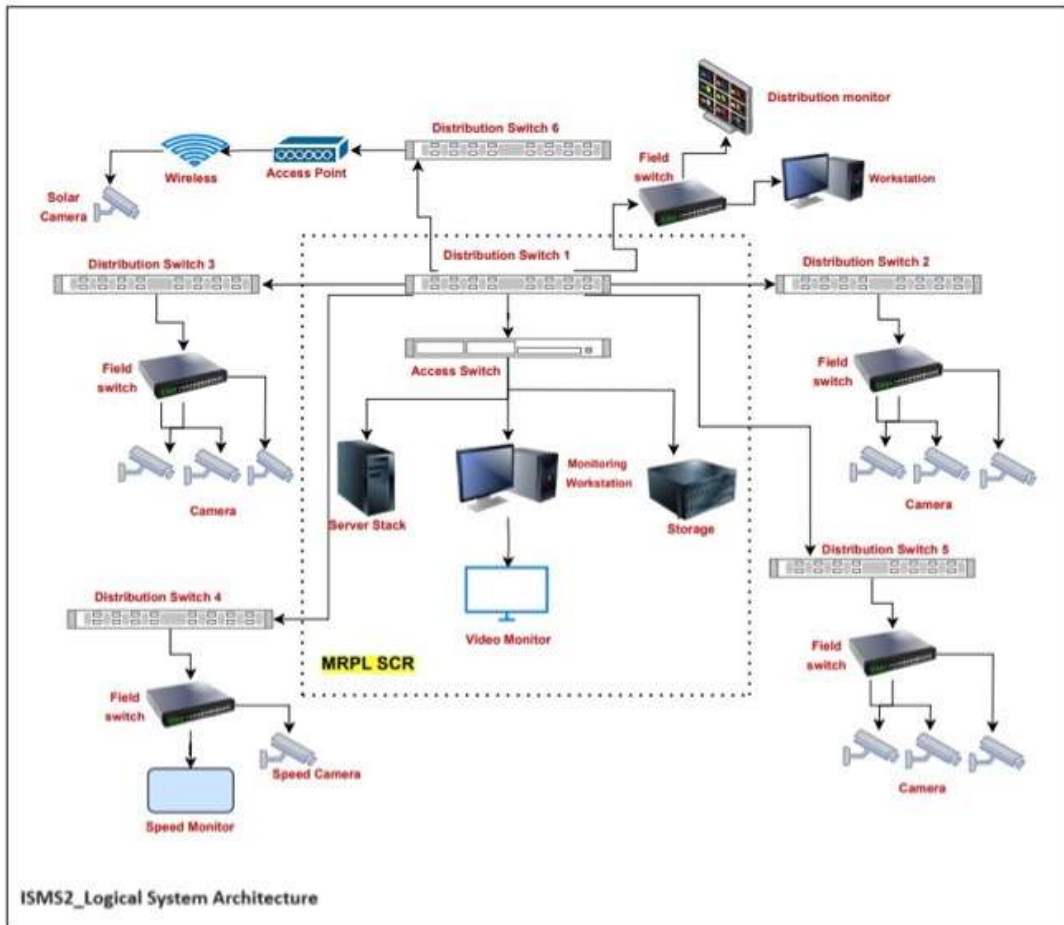 Distribution monitor
Distribution Switch 6
Field
switch
Workstation
Wireless
Access Point
Solar
Camera
Distribution Switch 1
Distribution Switch 3
Distribution Switch 2
Field
switch
Access Switch
Field
switch
Monitoring
Workstation
Server Stack
Storage
Camera
Camera
Distribution Switch 5
Distribution Switch 4
Video Monitor
MRPL SCR
Field
switch
Field
switch
Speed Camera
Camera
Speed Monitor
ISMS2_Logical System Architecture